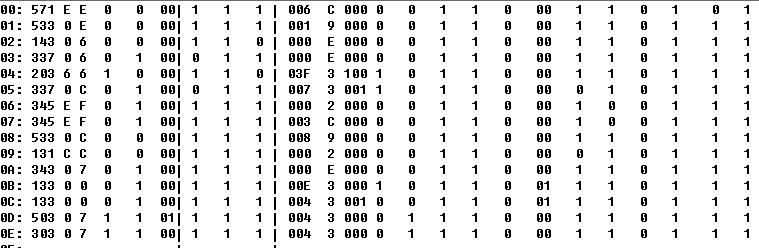 00: 571 E E 0 0 00| 1 1 1 | 006 C 000 0 0 1 1 0 00 1 1 0 1 0 1
01: 533 0 E 0 0 00| 1 1 1 | 001 9 000 0 0 1 1 0 00 1 1 0 1 1 1
02: 143 0 6 0 0 00| 1 1 0| 000 E 000 0 0 1 1 0 00 1 1 0 1 1 1
03: 337 0 6 0 1 00| 0 1 1 | 000 E 000 0 0 1 1 0 00 1 1 0 1 1 1
04: 203 6 6 1 0 00| 1 1 0| 03F 3 100 1 0 1 1 0 00 1 1 0 1 1 1
05: 337 0 C 0 1 00| 0 1 1 | 007 3 001 1 0 1 1 0 00 0 1 0 1 1 1
06: 345 E F 0 1 00| 1 1 1 | 000 2 000 0 0 1 1 0 00 1 0 0 1 1 1
07: 345 E F 0 1 00| 1 1 1 | 003 C 000 0 0 1 1 0 00 1 0 0 1 1 1
08: 533 0 C 0 0 00| 1 1 1 | 008 9 000 0 0 1 1 0 00 1 1 0 1 1 1
09: 131 C C 0 0 00| 1 1 1 | 000 2 000 0 0 1 1 0 00 0 1 0 1 1 1
0A: 343 0 7 0 1 00| 1 1 1 | 000 E 000 0 0 1 1 0 00 1 1 0 1 1 1
0B: 133 0 0 0 1 00| 1 1 1 | 00E 3 000 1 0 1 1 0 01 1 1 0 1 1 1
0C: 133 0 0 0 1 00| 1 1 1 | 004 3 001 0 0 1 1 0 01 1 1 0 1 1 1
0D: 503 0 7 1 1 01| 1 1 1 | 004 3 000 0 1 1 1 0 00 1 1 0 1 1 1
0E: 303 0 7 1 1 00| 1 1 1 | 004 3 000 0 1 1 1 0 00 1 1 0 1 1 1